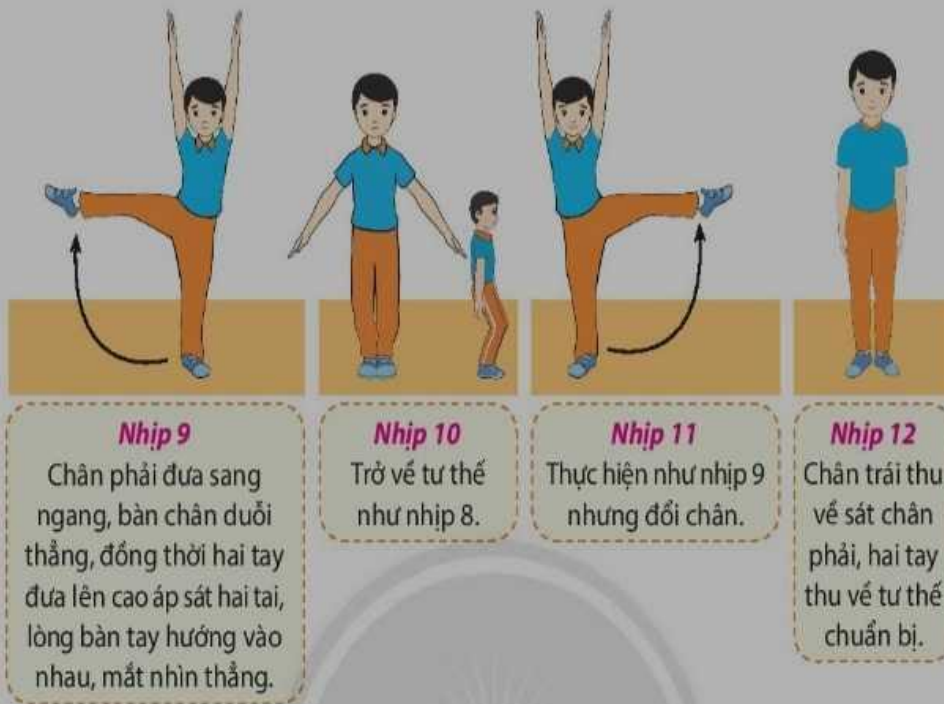 Nhịp 9
Chân phải đưa sang
ngang, bàn chân duỗi
thẳng, đồng thời hai tay
đưa lên cao áp sát hai tai,
lòng bàn tay hướng vào
nhau, mắt nhìn thẳng.
Nhịp 10
Trở về tư thế
như nhịp 8.
Nhịp 11
Thực hiện như nhịp 9
nhưng đổi chân.
Nhịp 12
Chân trái thu
về sát chân
phải, hai tay
thu về tư thế
chuẩn bị.